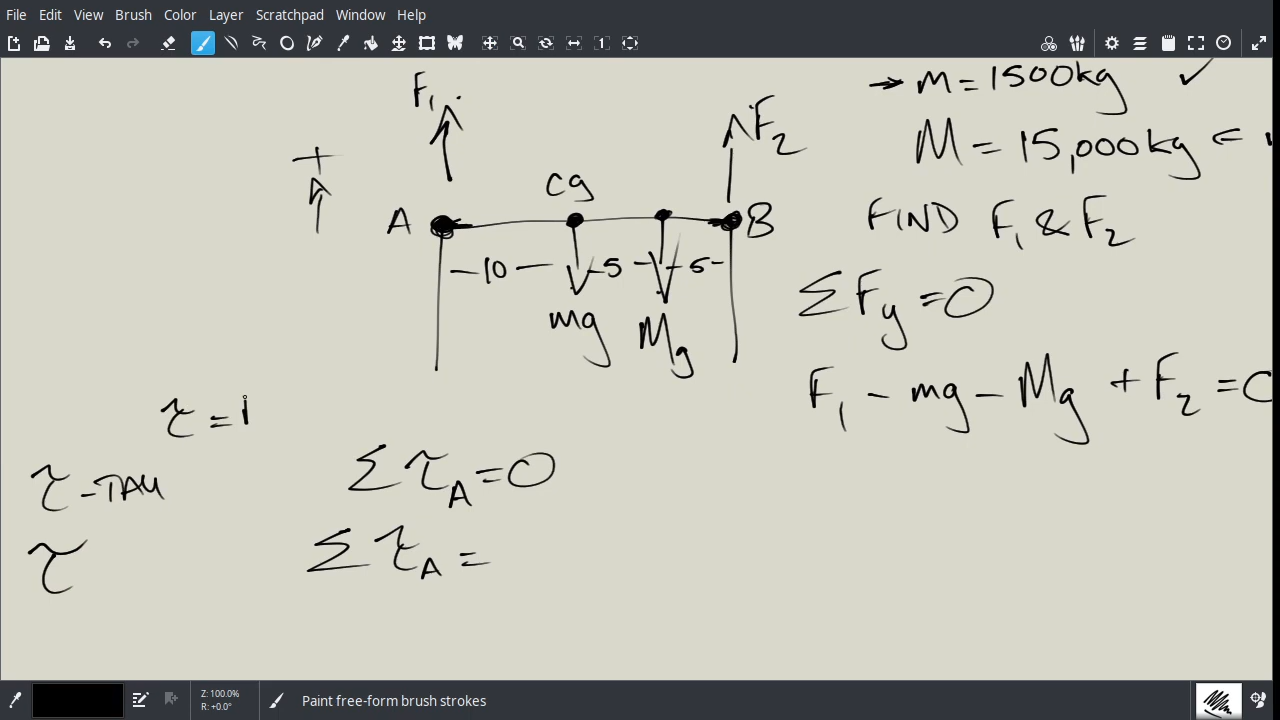 File Edit View Brush Color Layer Scratchpad Window Help
F₁
F₂
→ m = 1500kg ✓
M = 15,000kg ←
+
cg
A
B
FIND F₁ & F₂
10 5 5
mg Mg
ΣFy = 0
F₁ - mg - Mg + F₂ = 0
τ =
τ - TAU
Στ_A = 0
τ
Στ_A =
Z: 100.0%
R: +0.0°
Paint free-form brush strokes